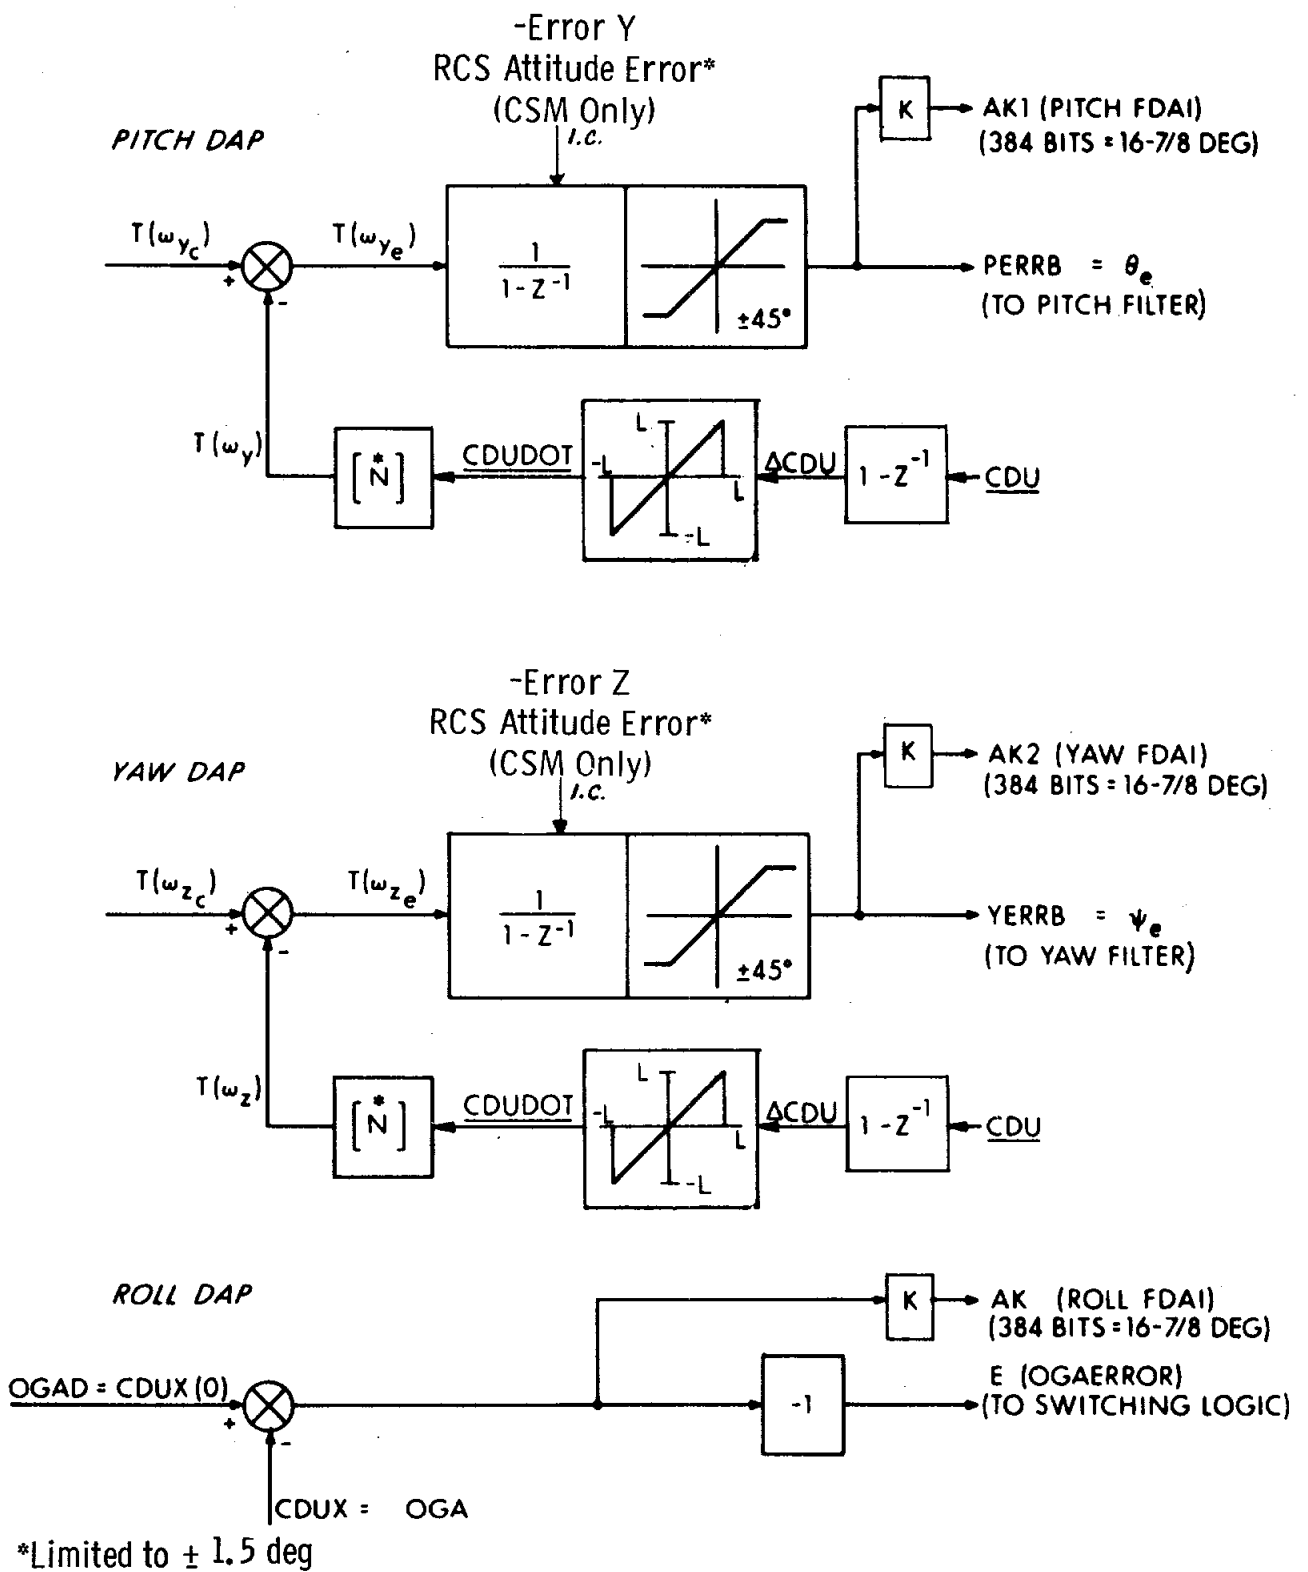 -Error Y
RCS Attitude Error*
(CSM Only)
I.C.
PITCH DAP
K
AK1 (PITCH FDAI)
(384 BITS = 16-7/8 DEG)
T(ωyc)
+
-
T(ωye)
1
1 - Z⁻¹
±45°
PERRB = θe
(TO PITCH FILTER)
T(ωy)
[N*]
CDUDOT
L
-L
L
-L
ΔCDU
1 - Z⁻¹
CDU
-Error Z
RCS Attitude Error*
(CSM Only)
I.C.
YAW DAP
K
AK2 (YAW FDAI)
(384 BITS = 16-7/8 DEG)
T(ωzc)
+
-
T(ωze)
1
1 - Z⁻¹
±45°
YERRB = ψe
(TO YAW FILTER)
T(ωz)
[N*]
CDUDOT
L
-L
L
-L
ΔCDU
1 - Z⁻¹
CDU
ROLL DAP
K
AK (ROLL FDAI)
(384 BITS = 16-7/8 DEG)
OGAD = CDUX(0)
+
-
-1
E (OGAERROR)
(TO SWITCHING LOGIC)
CDUX = OGA
*Limited to ± 1.5 deg